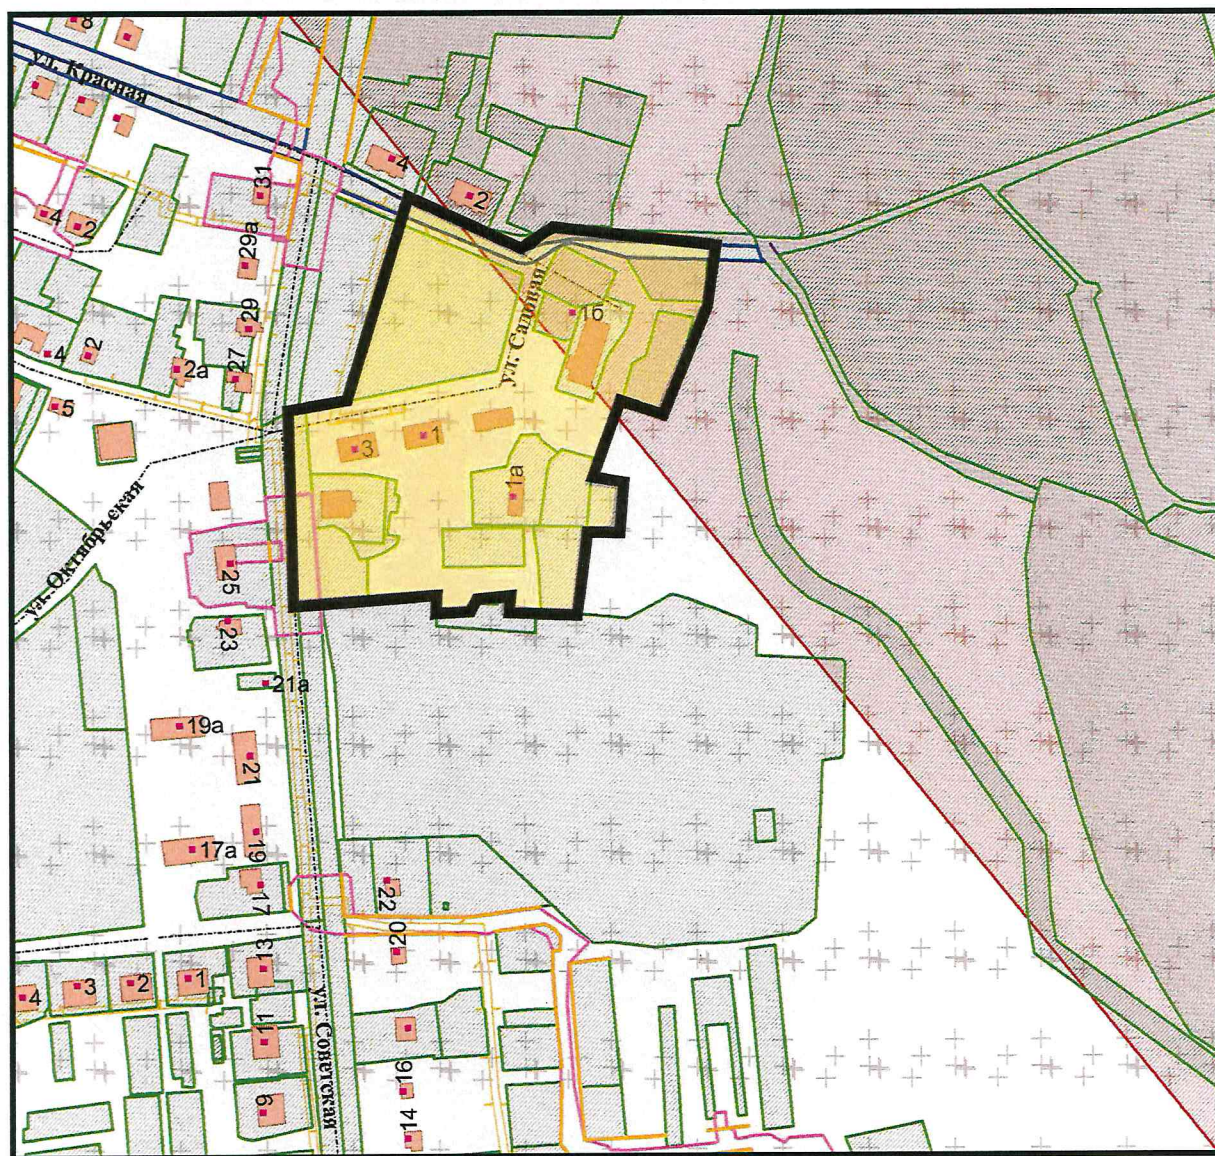 8
ул. Красная
4
2
31
4
2
29а
29
1б
ул. Садовая
4
2
2а
27
5
3
1
1а
ул. Октябрьская
25
23
21а
19а
21
17а
19
17
22
20
13
4
3
2
1
ул. Советская
11
16
9
14